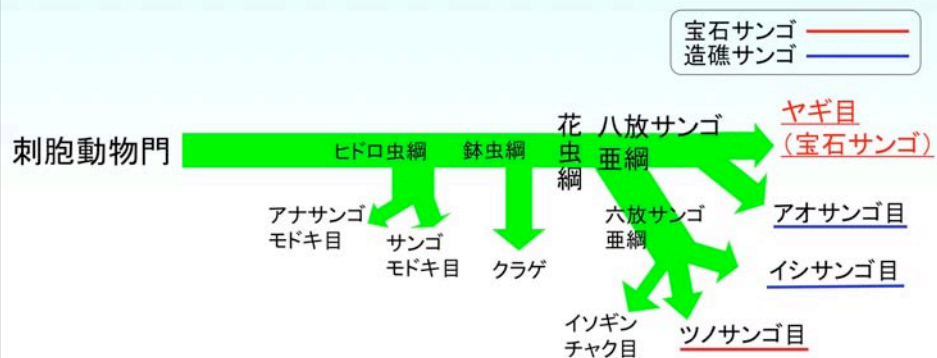 宝石サンゴ
造礁サンゴ
刺胞動物門
ヒドロ虫綱
鉢虫綱
花虫綱
八放サンゴ
亜綱
ヤギ目
(宝石サンゴ)
アナサンゴ
モドキ目
サンゴ
モドキ目
クラゲ
六放サンゴ
亜綱
アオサンゴ目
イシサンゴ目
イソギン
チャク目
ツノサンゴ目